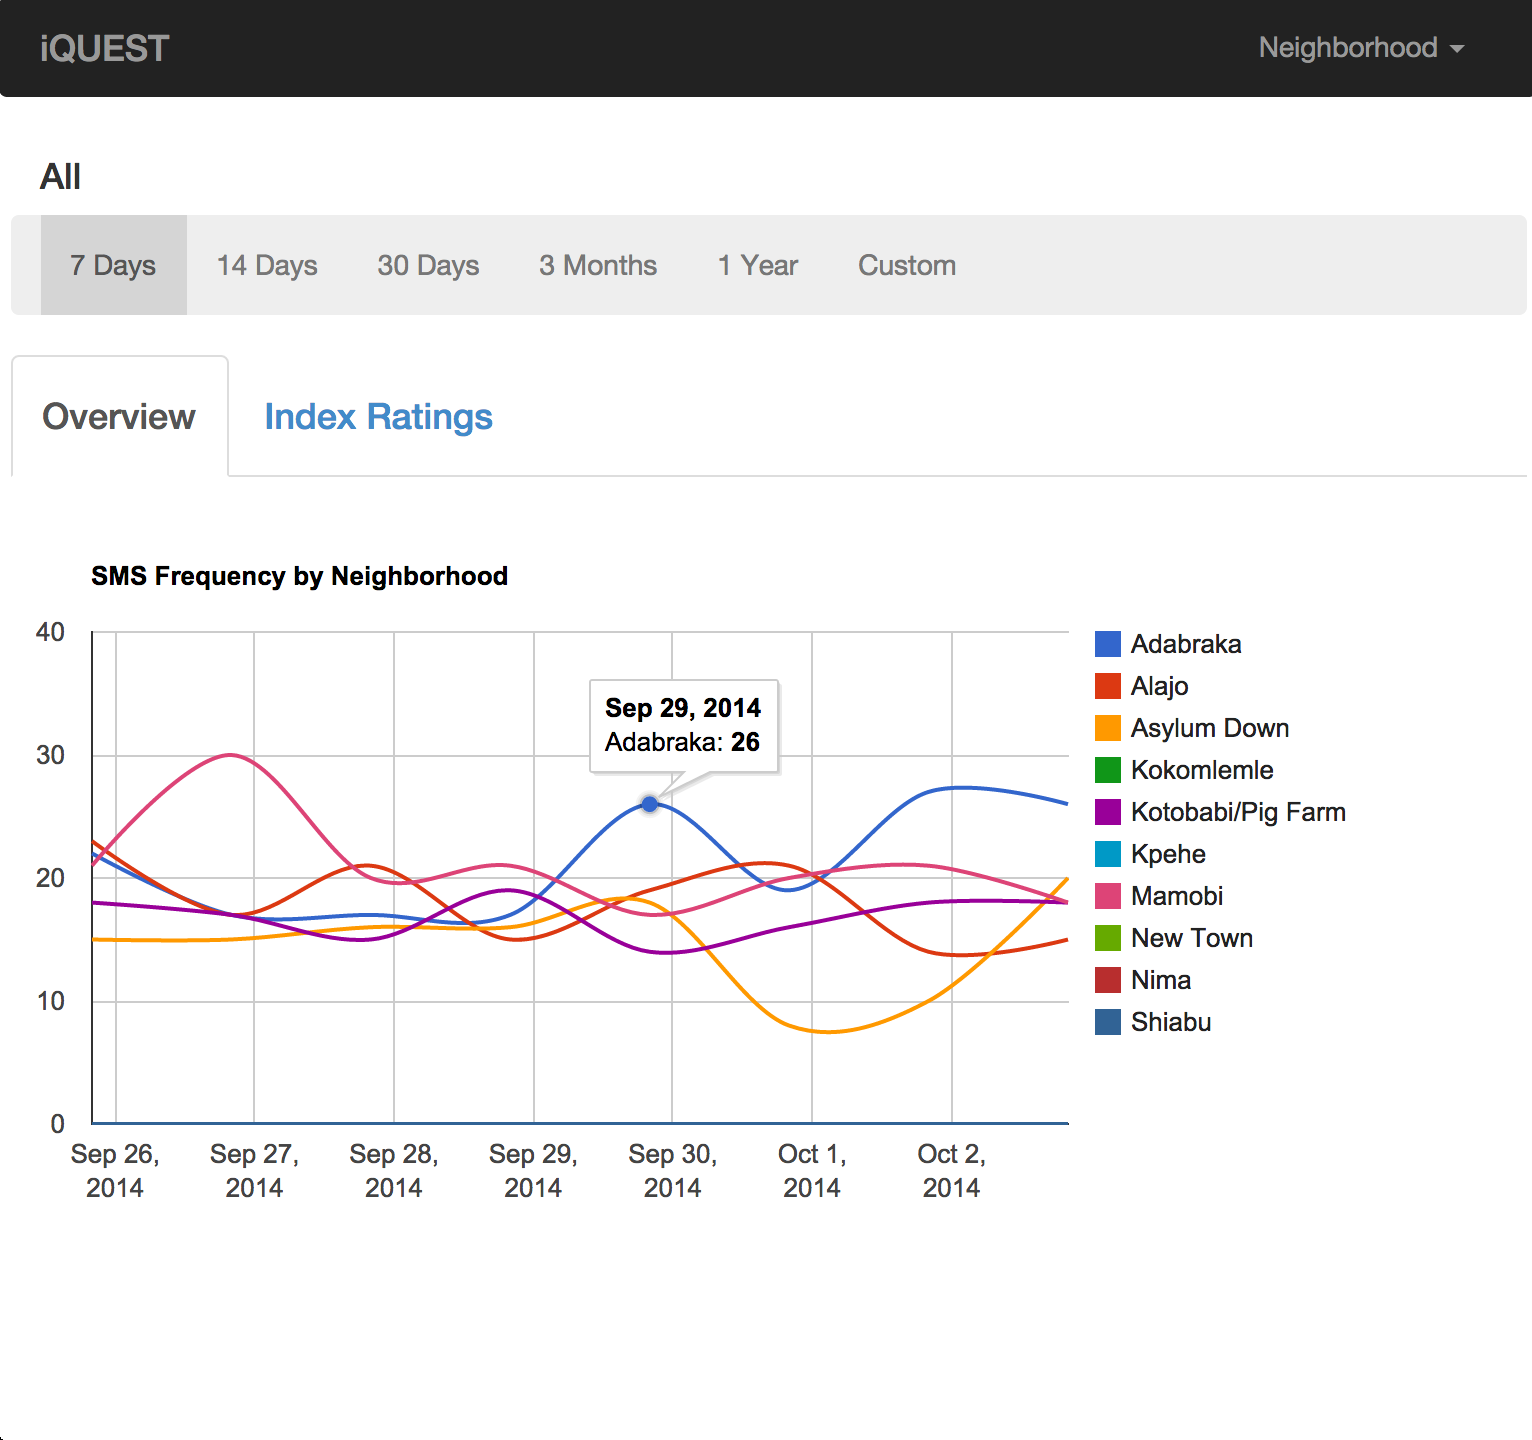 iQUEST
Neighborhood
All
7 Days 14 Days 30 Days 3 Months 1 Year Custom
Overview
Index Ratings
SMS Frequency by Neighborhood
40
30
20
10
0
Sep 29, 2014
Adabraka: 26
Sep 26,
2014
Sep 27,
2014
Sep 28,
2014
Sep 29,
2014
Sep 30,
2014
Oct 1,
2014
Oct 2,
2014
Adabraka
Alajo
Asylum Down
Kokomlemle
Kotobabi/Pig Farm
Kpehe
Mamobi
New Town
Nima
Shiabu